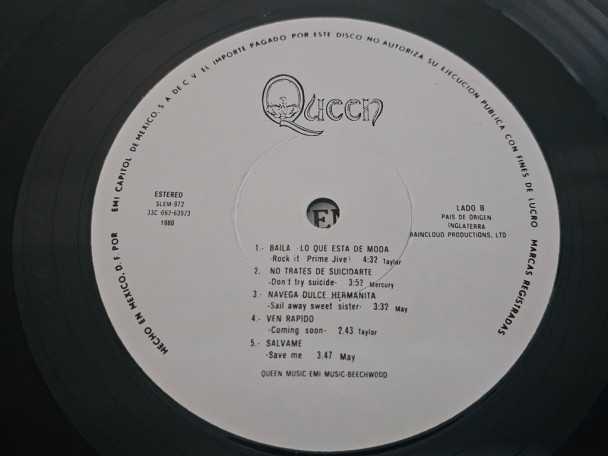 HECHO EN MEXICO, D. F. POR EMI CAPITOL DE MEXICO, S. A. DE C. V. EL IMPORTE PAGADO POR ESTE DISCO NO AUTORIZA SU EJECUCION PUBLICA CON FINES DE LUCRO MARCAS REGISTRADAS
Queen
ESTEREO
SLEM-972
33C 062-63973
1980
LADO B
PAIS DE ORIGEN
INGLATERRA
RAINCLOUD PRODUCTIONS, LTD
1.- BAILA -LO QUE ESTA DE MODA
-Rock it Prime Jive) 4:32 Taylor
2. NO TRATES DE SUICIDARTE
-Don't try suicide- 3:52 Mercury
3.- NAVEGA DULCE HERMANITA
-Sail away sweet sister- 3:32 May
4.- VEN RAPIDO
-Coming soon- 2.43 Taylor
5.- SALVAME
-Save me 3.47 May
QUEEN MUSIC-EMI MUSIC-BEECHWOOD